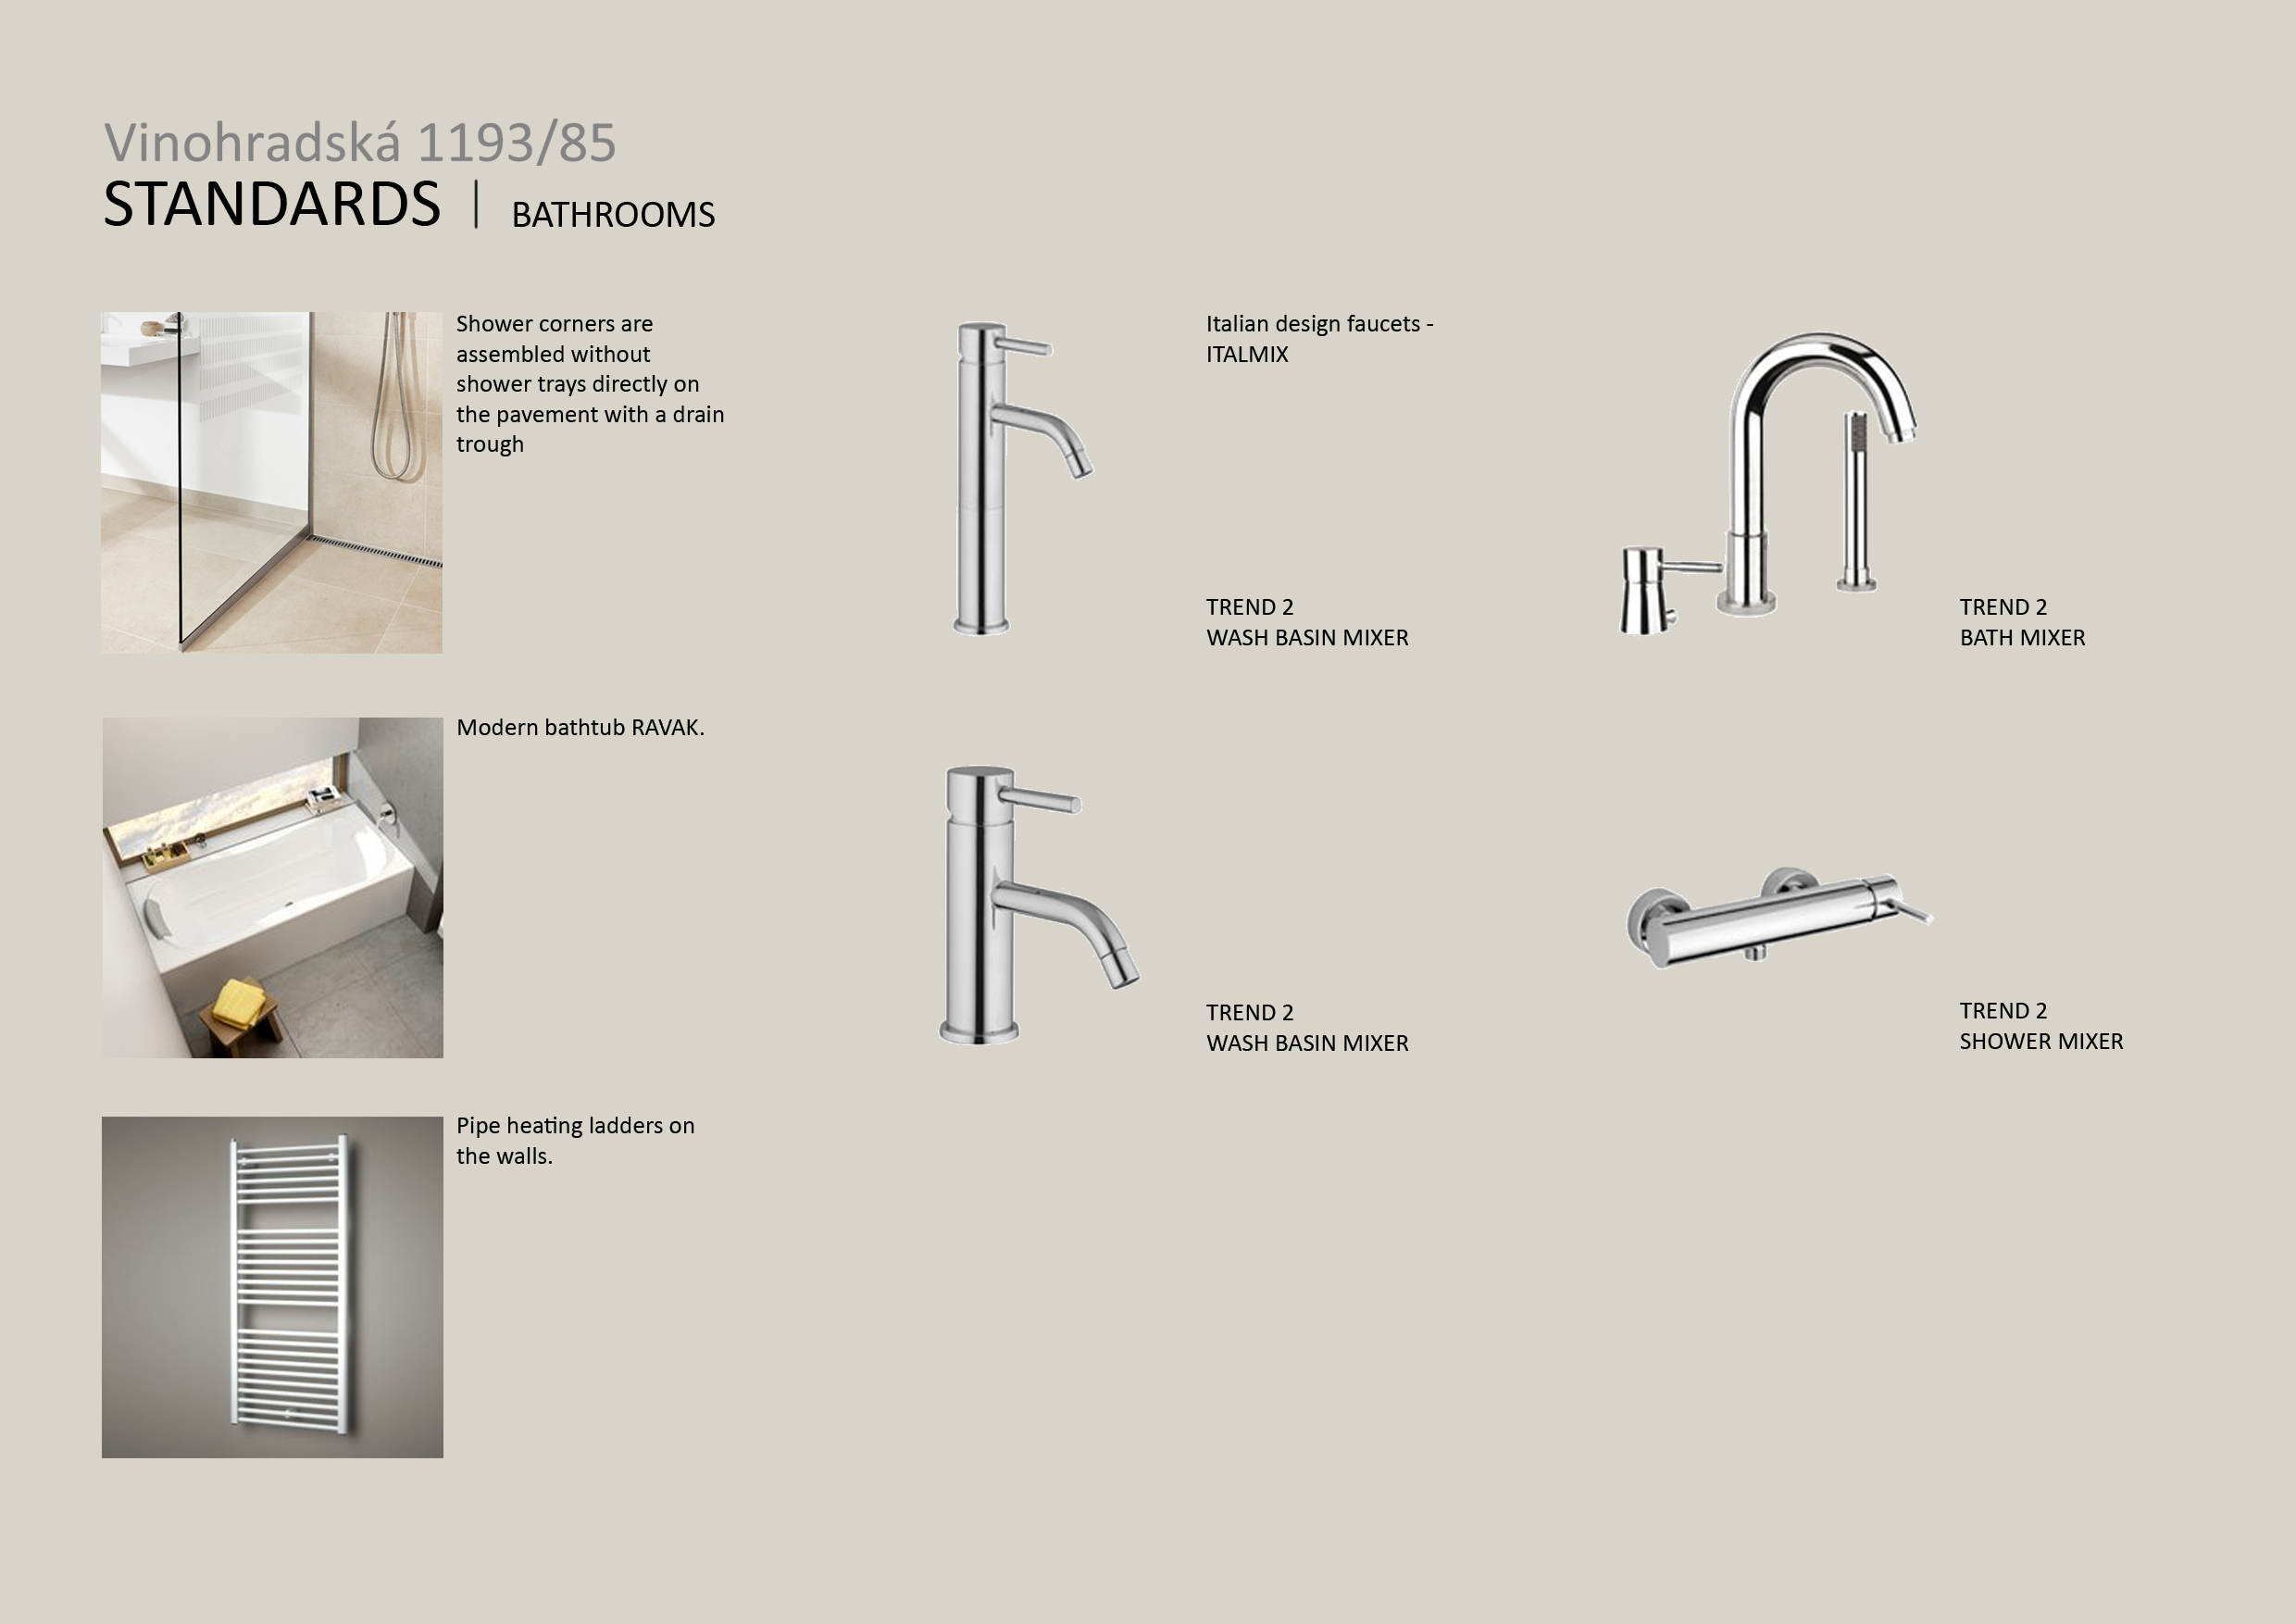 Vinohradská 1193/85
STANDARDS | BATHROOMS
Shower corners are
assembled without
shower trays directly on
the pavement with a drain
trough
Italian design faucets -
ITALMIX
TREND 2
WASH BASIN MIXER
TREND 2
BATH MIXER
Modern bathtub RAVAK.
TREND 2
WASH BASIN MIXER
TREND 2
SHOWER MIXER
Pipe heating ladders on
the walls.